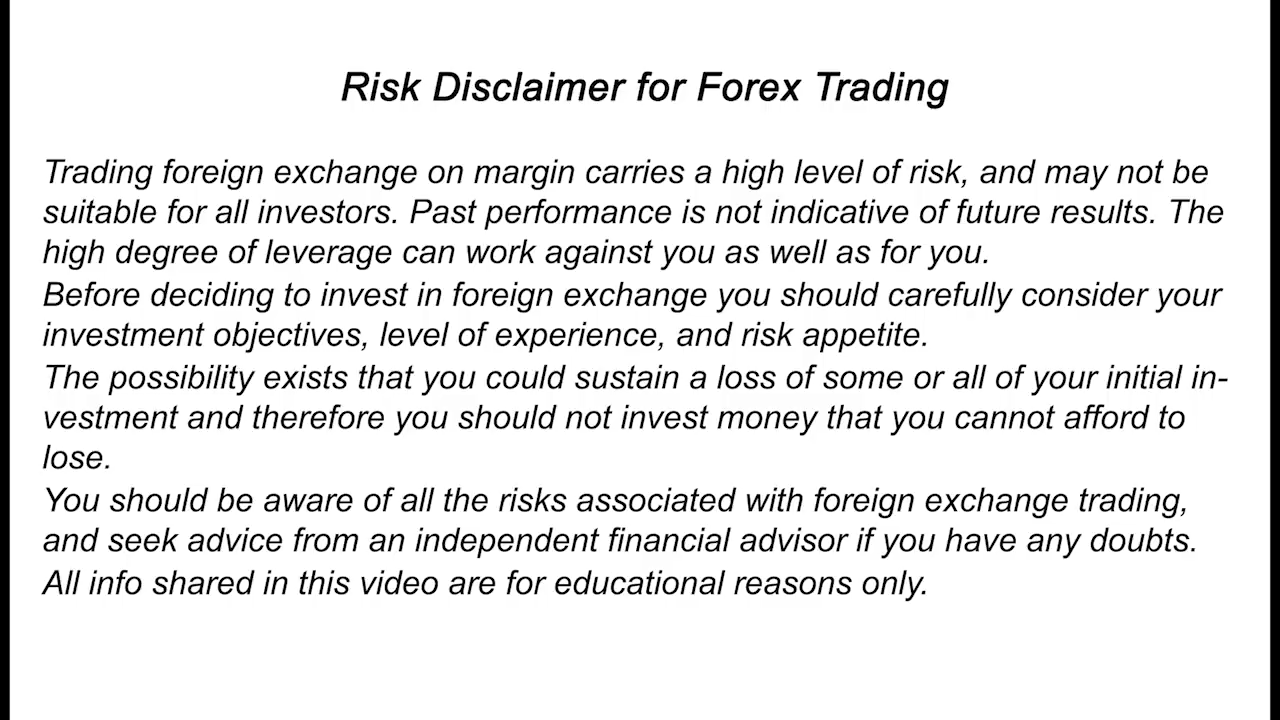 Risk Disclaimer for Forex Trading
Trading foreign exchange on margin carries a high level of risk, and may not be
suitable for all investors. Past performance is not indicative of future results. The
high degree of leverage can work against you as well as for you.
Before deciding to invest in foreign exchange you should carefully consider your
investment objectives, level of experience, and risk appetite.
The possibility exists that you could sustain a loss of some or all of your initial in-
vestment and therefore you should not invest money that you cannot afford to
lose.
You should be aware of all the risks associated with foreign exchange trading,
and seek advice from an independent financial advisor if you have any doubts.
All info shared in this video are for educational reasons only.